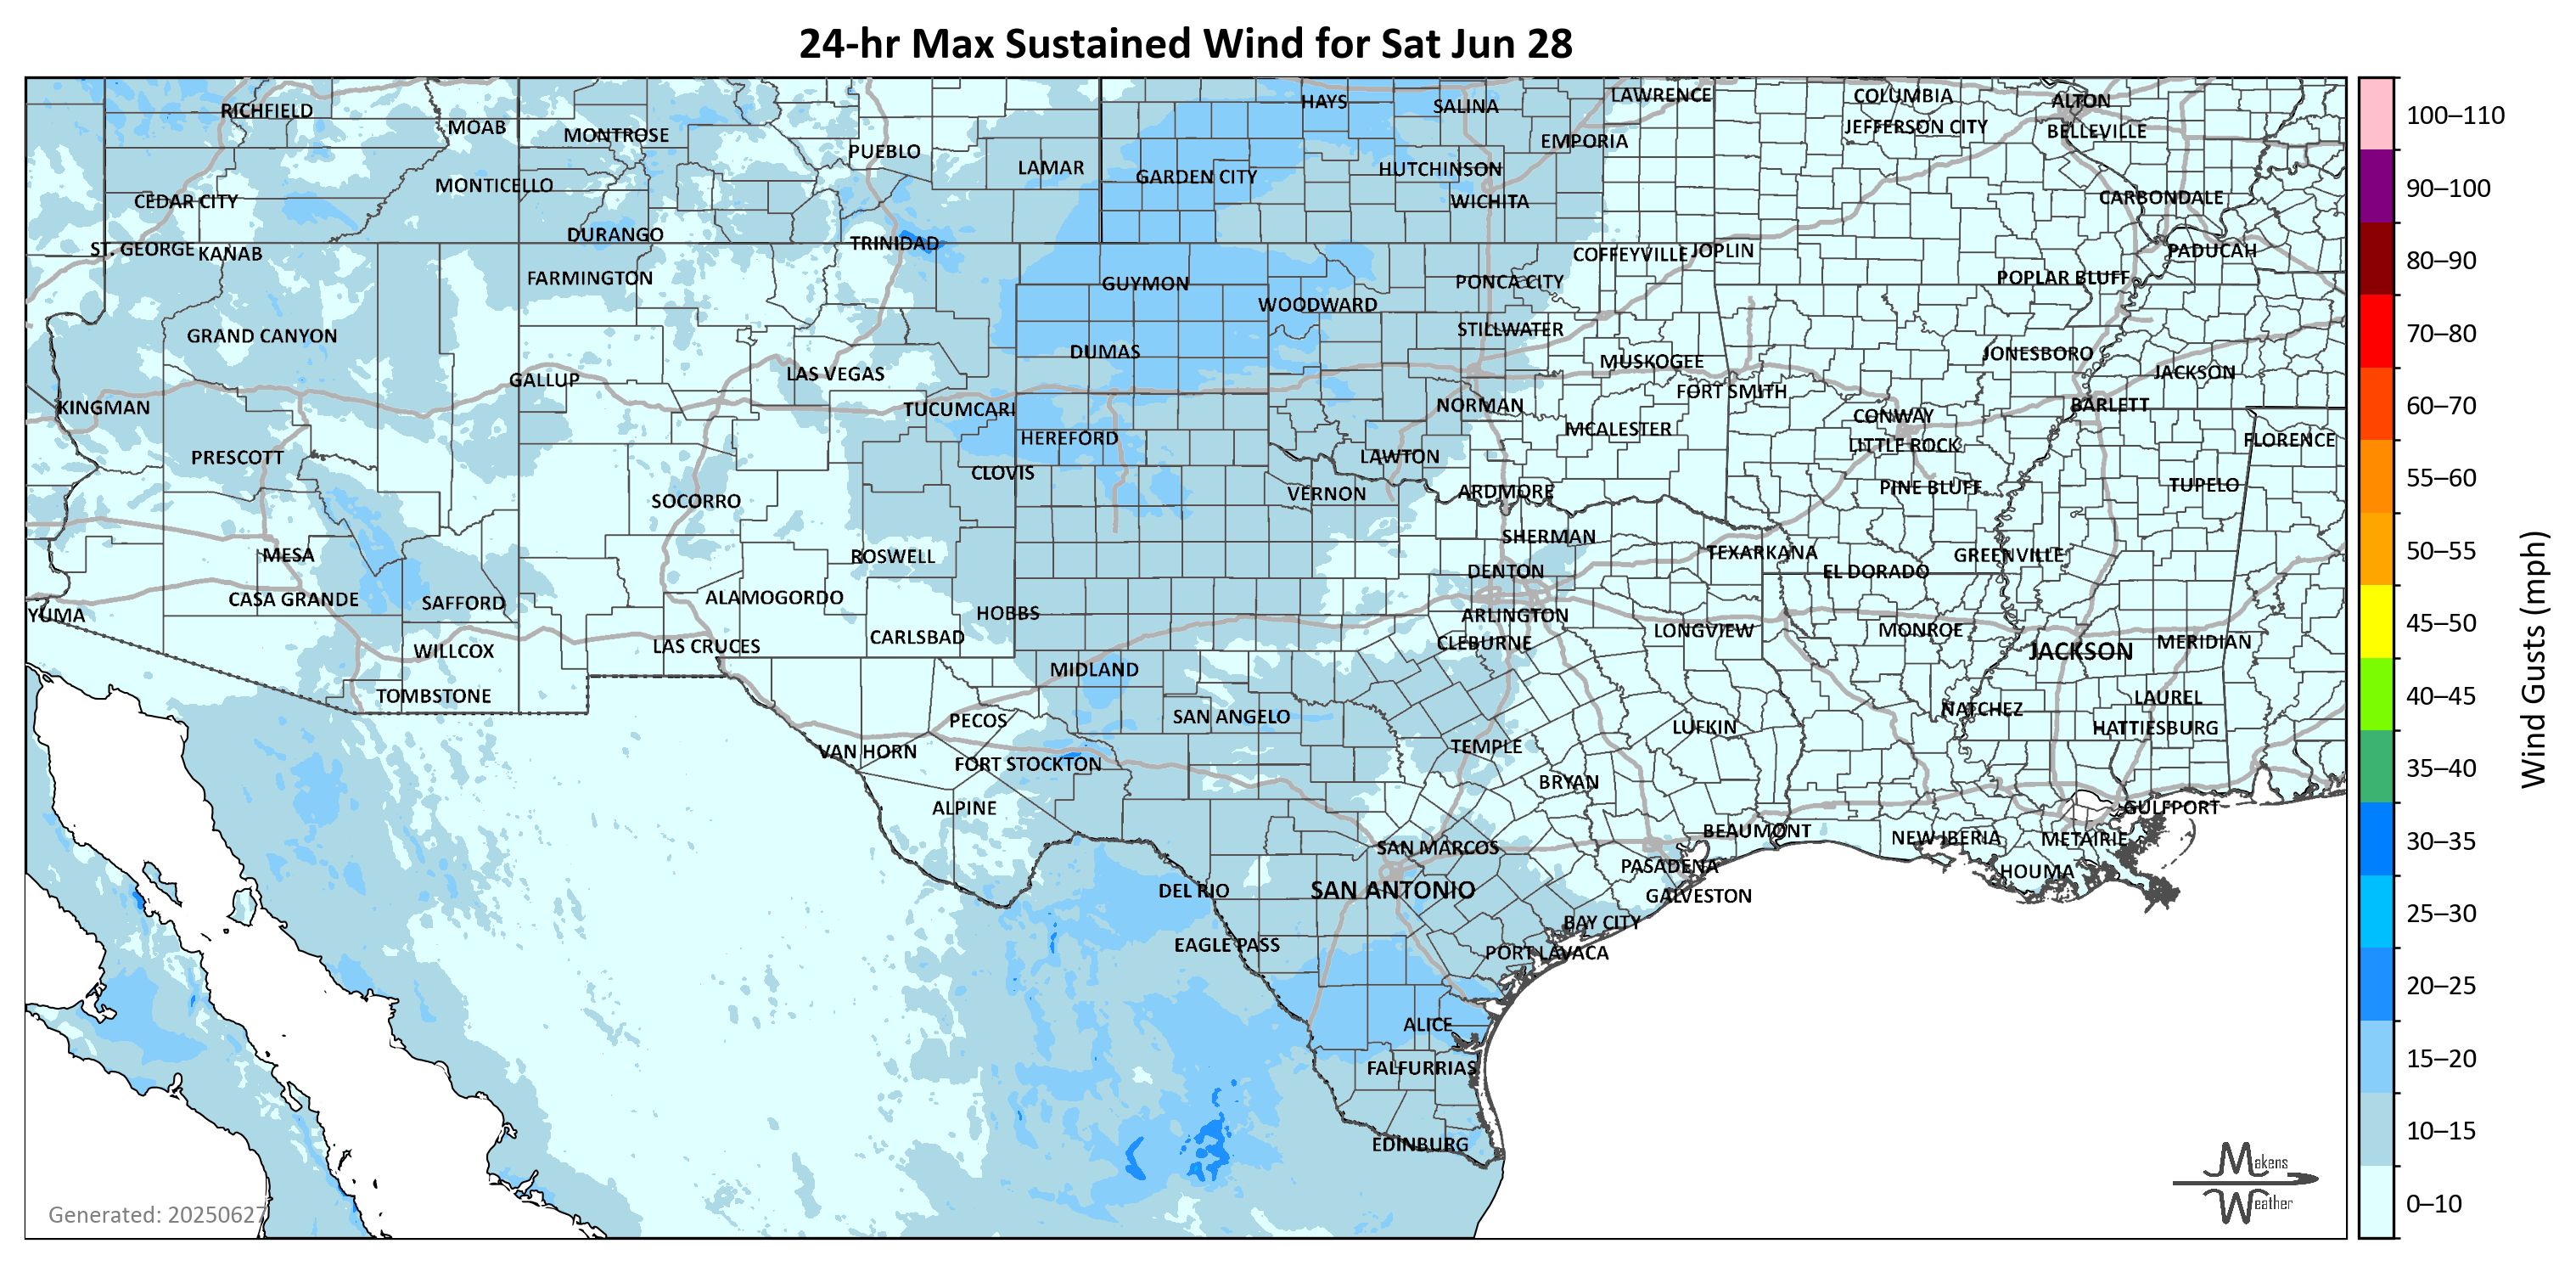 24-hr Max Sustained Wind for Sat Jun 28
RICHFIELD
MOAB
MONTROSE
PUEBLO
LAMAR
HAYS
SALINA
LAWRENCE
COLUMBIA
ALTON
JEFFERSON CITY
BELLEVILLE
EMPORIA
GARDEN CITY
HUTCHINSON
MONTICELLO
CEDAR CITY
WICHITA
CARBONDALE
DURANGO
TRINIDAD
ST. GEORGE
KANAB
COFFEYVILLE
JOPLIN
PADUCAH
FARMINGTON
GUYMON
PONCA CITY
POPLAR BLUFF
WOODWARD
STILLWATER
GRAND CANYON
DUMAS
MUSKOGEE
JONESBORO
GALLUP
LAS VEGAS
FORT SMITH
JACKSON
KINGMAN
TUCUMCARI
NORMAN
CONWAY
BARLETT
HEREFORD
MCALESTER
LITTLE ROCK
FLORENCE
PRESCOTT
CLOVIS
LAWTON
SOCORRO
VERNON
ARDMORE
PINE BLUFF
TUPELO
MESA
ROSWELL
SHERMAN
TEXARKANA
GREENVILLE
DENTON
EL DORADO
CASA GRANDE
SAFFORD
ALAMOGORDO
HOBBS
ARLINGTON
YUMA
WILLCOX
LAS CRUCES
CARLSBAD
CLEBURNE
LONGVIEW
MONROE
JACKSON
MERIDIAN
TOMBSTONE
MIDLAND
PECOS
SAN ANGELO
LUFKIN
NATCHEZ
LAUREL
HATTIESBURG
VAN HORN
FORT STOCKTON
TEMPLE
BRYAN
ALPINE
GULFPORT
BEAUMONT
NEW IBERIA
METAIRIE
SAN MARCOS
PASADENA
HOUMA
DEL RIO
SAN ANTONIO
GALVESTON
BAY CITY
EAGLE PASS
PORT LAVACA
ALICE
FALFURRIAS
EDINBURG
Generated: 20250627
Makens
Weather
100–110
90–100
80–90
70–80
60–70
55–60
50–55
45–50
40–45
35–40
30–35
25–30
20–25
15–20
10–15
0–10
Wind Gusts (mph)